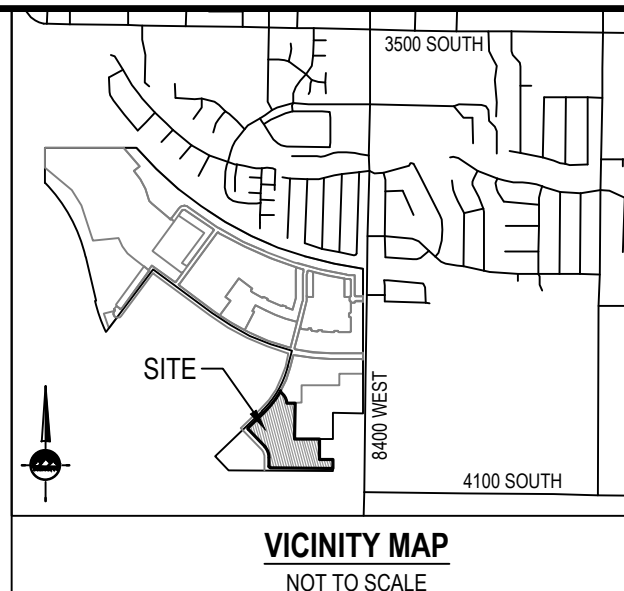 3500 SOUTH
SITE
8400 WEST
4100 SOUTH
VICINITY MAP
NOT TO SCALE